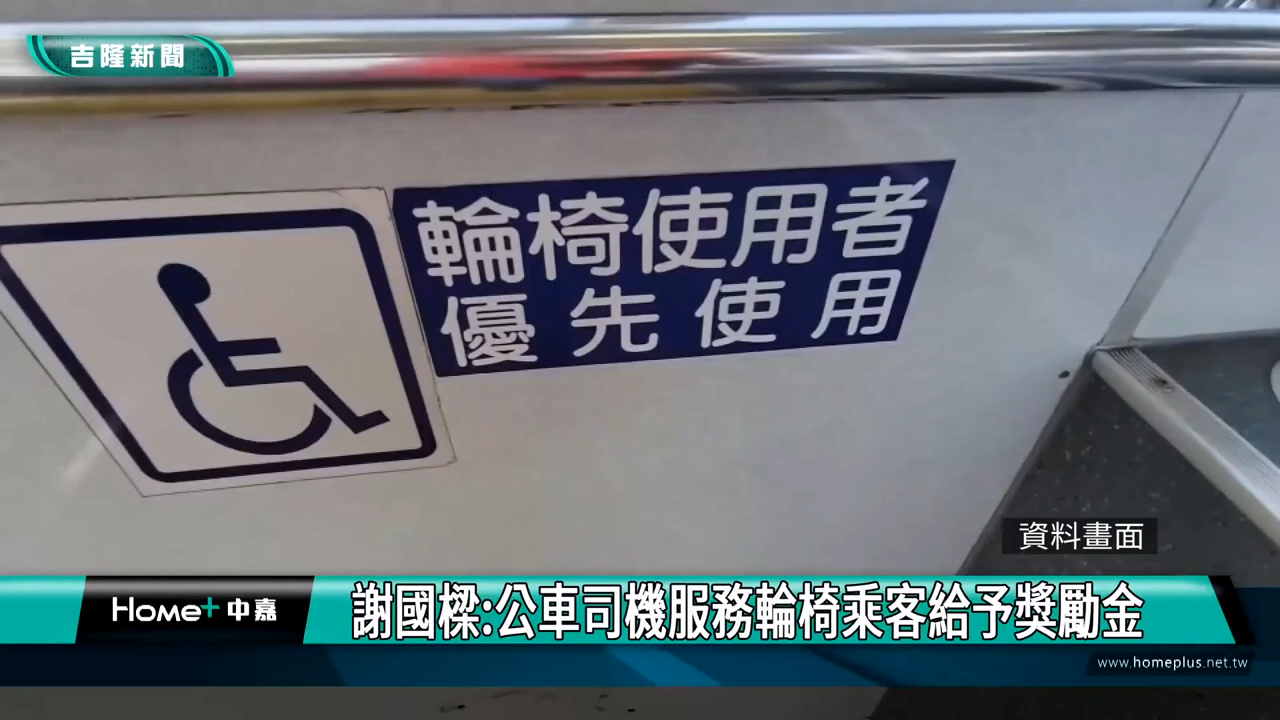 吉隆新聞
輪椅使用者
優先使用
資料畫面
Home+中嘉
謝國樑:公車司機服務輪椅乘客給予獎勵金
www.homeplus.net.tw